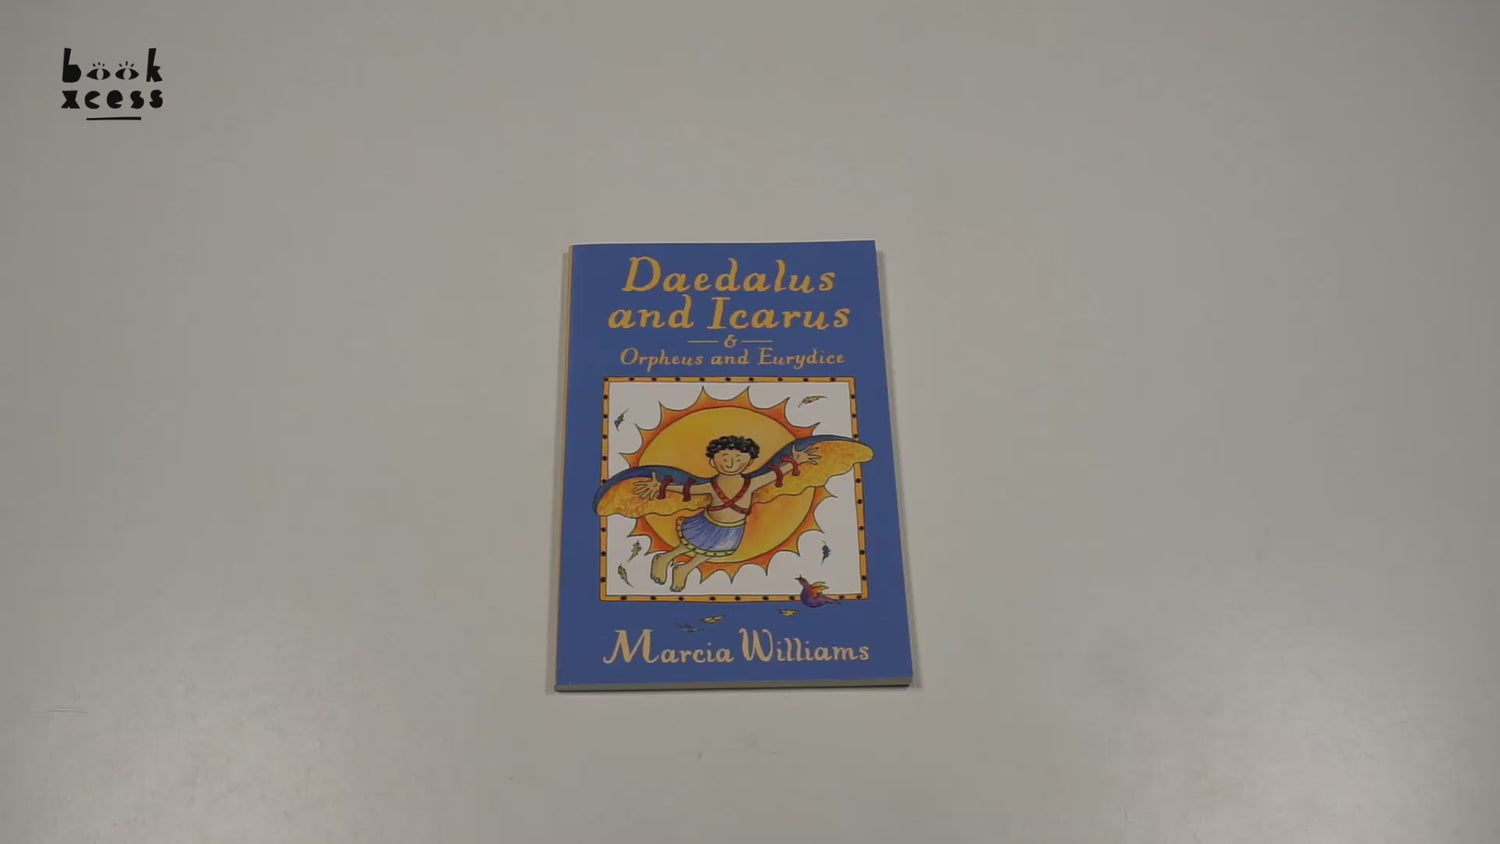 book
xcess
Daedalus
and Icarus
&
Orpheus and Eurydice
Marcia Williams